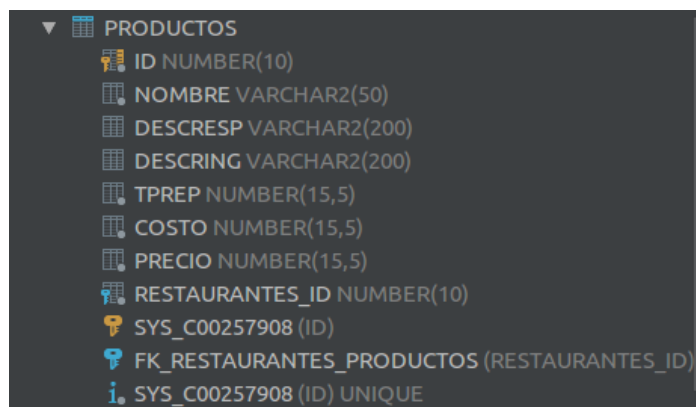 PRODUCTOS
ID NUMBER(10)
NOMBRE VARCHAR2(50)
DESCRESP VARCHAR2(200)
DESCRING VARCHAR2(200)
TPREP NUMBER(15,5)
COSTO NUMBER(15,5)
PRECIO NUMBER(15,5)
RESTAURANTES_ID NUMBER(10)
SYS_C00257908 (ID)
FK_RESTAURANTES_PRODUCTOS (RESTAURANTES_ID)
SYS_C00257908 (ID) UNIQUE